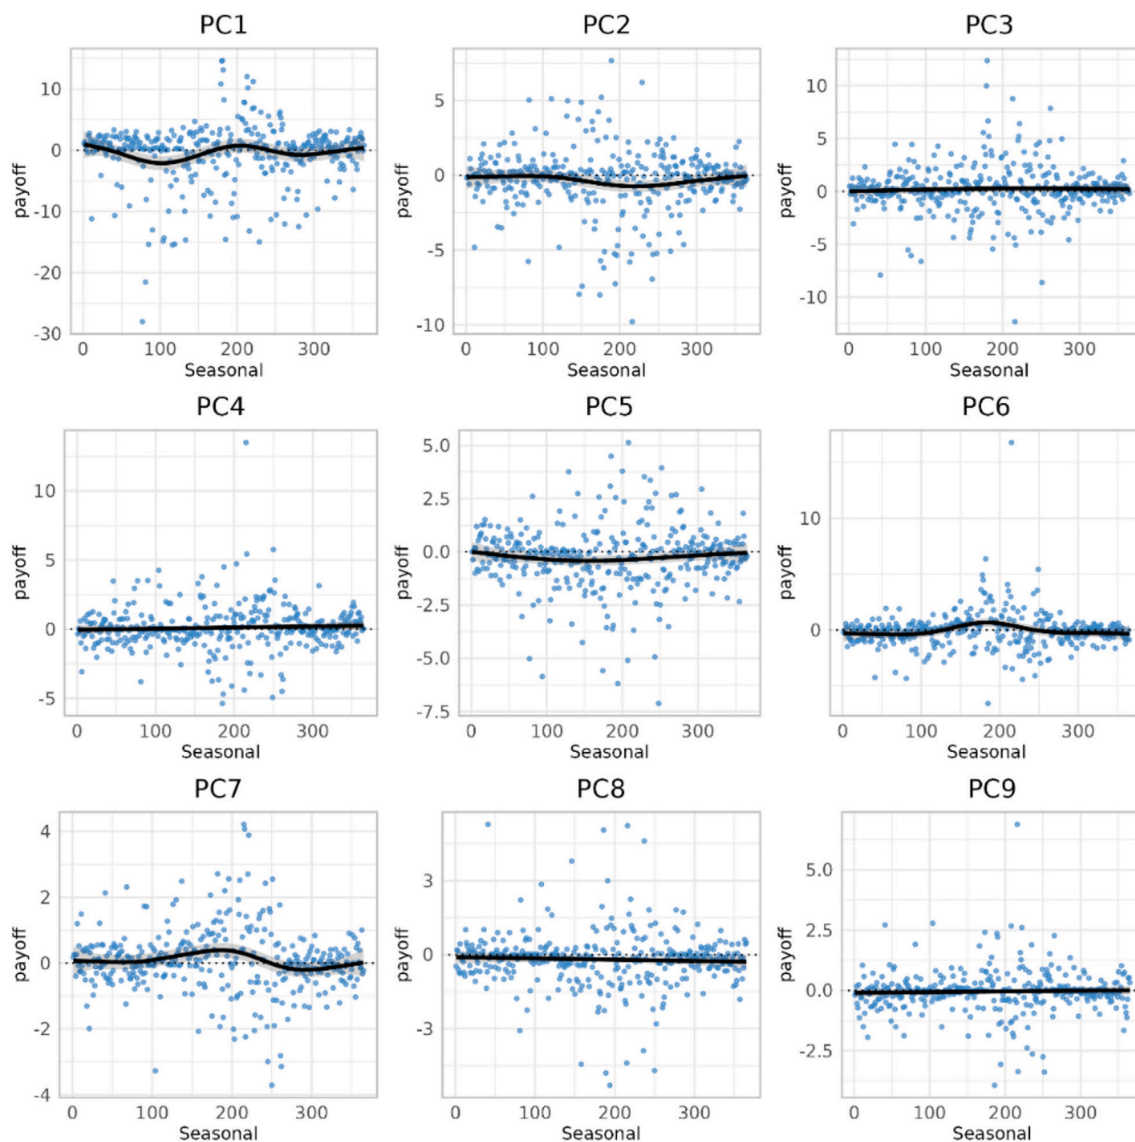 PC1 PC2 PC3
10 5 10
0 0 5
-10 -5 0
-20 -10 -5
-30 -10
payoff payoff payoff
0 100 200 300 0 100 200 300 0 100 200 300
Seasonal Seasonal Seasonal
PC4 PC5 PC6
10 5.0 10
5 2.5 0
0 0.0
-5 -2.5
-5.0
-7.5
payoff payoff payoff
0 100 200 300 0 100 200 300 0 100 200 300
Seasonal Seasonal Seasonal
PC7 PC8 PC9
4 3 5.0
2 0 2.5
0 -3 0.0
-2 -2.5
-4
payoff payoff payoff
0 100 200 300 0 100 200 300 0 100 200 300
Seasonal Seasonal Seasonal